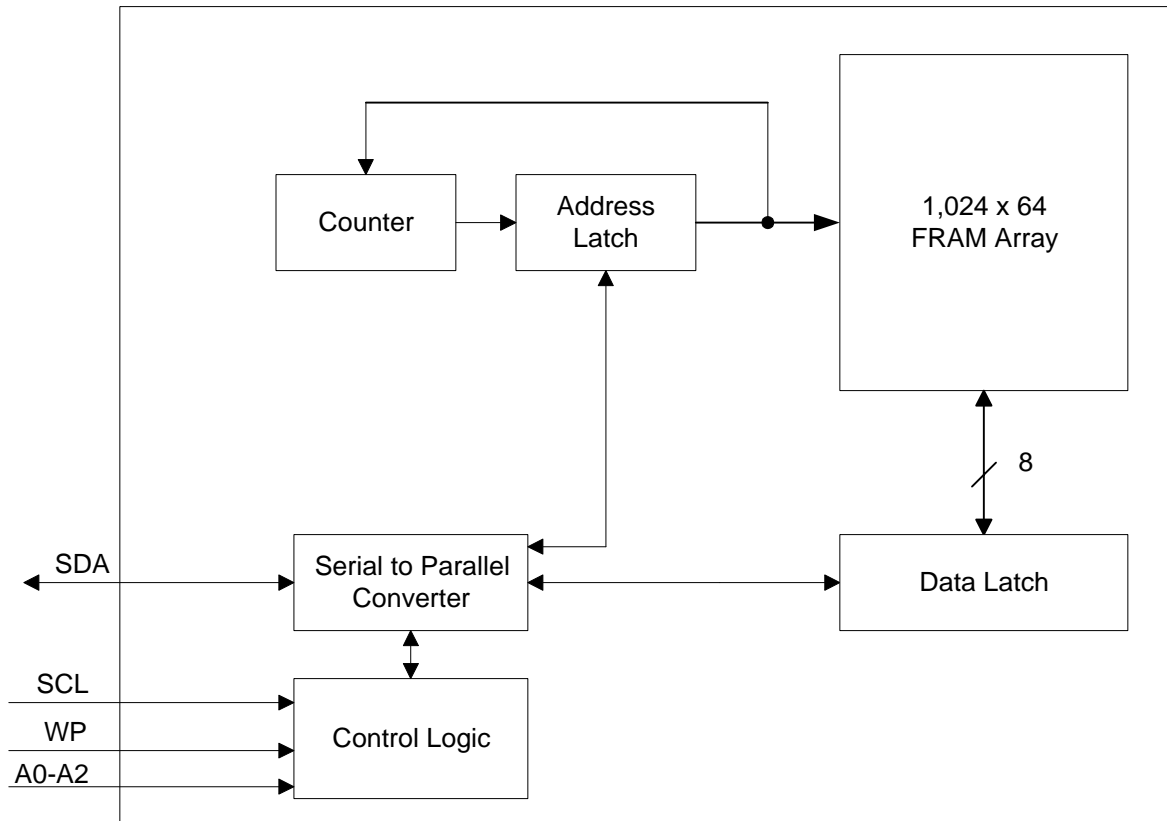 Counter
Address
Latch
1,024 x 64
FRAM Array
8
SDA
Serial to Parallel
Converter
Data Latch
SCL
WP
A0-A2
Control Logic